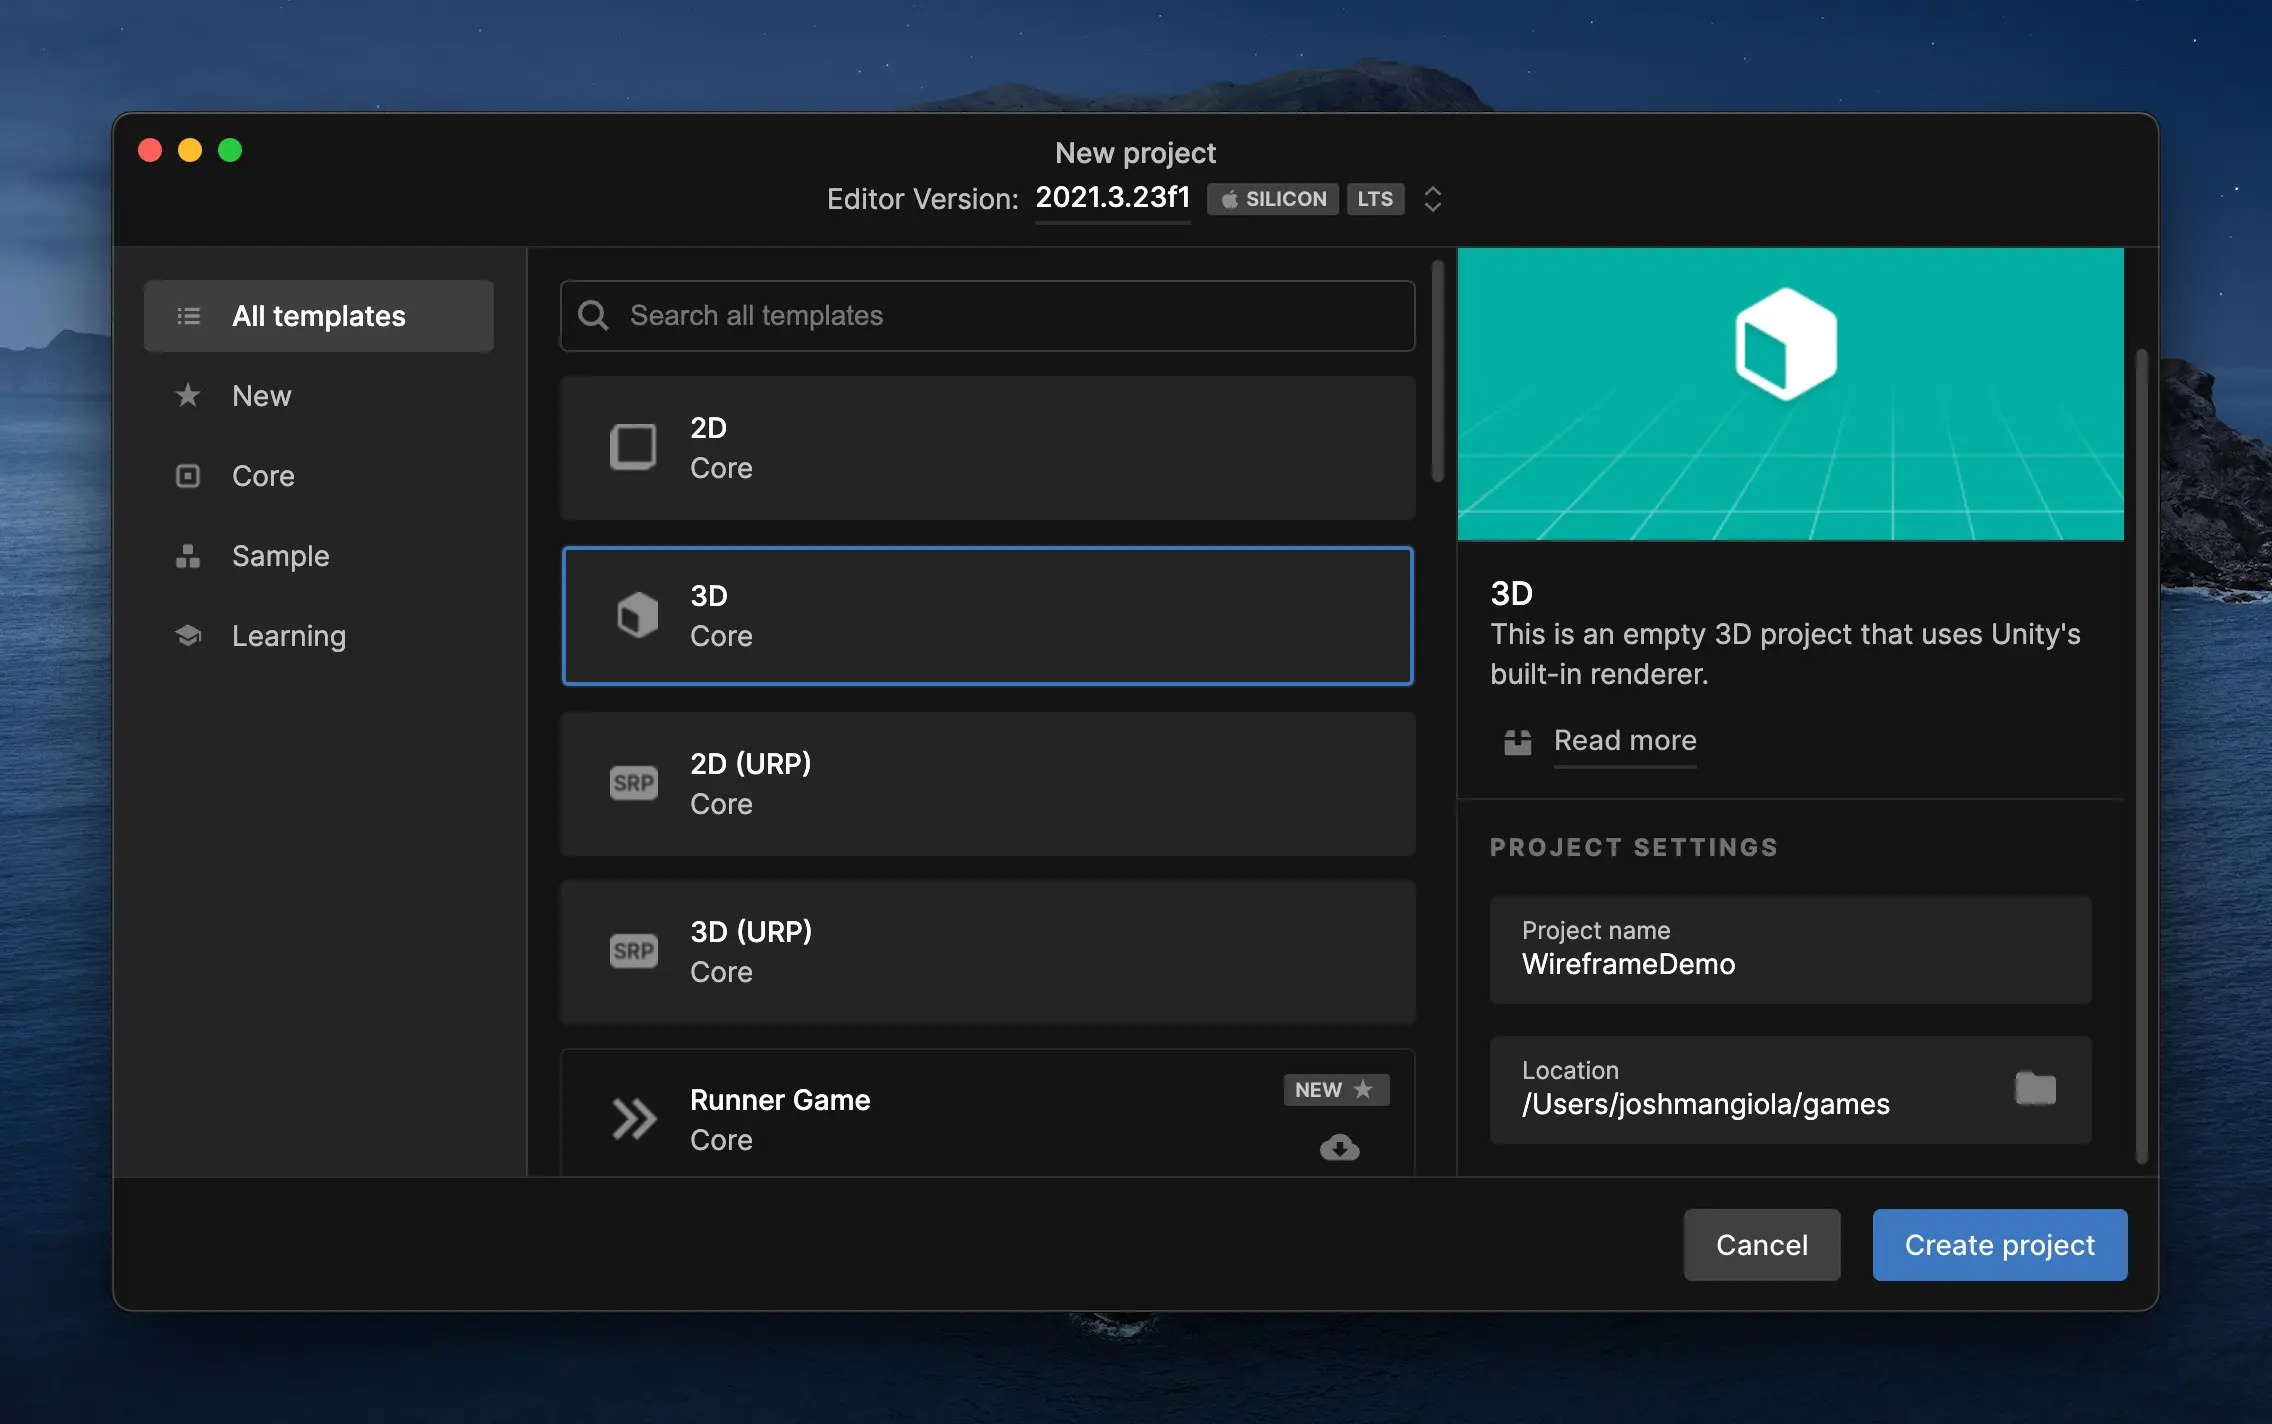 New project
Editor Version: 2021.3.23f1 SILICON LTS
All templates
New
Core
Sample
Learning
Search all templates
2D
Core
3D
Core
SRP
2D (URP)
Core
SRP
3D (URP)
Core
Runner Game
Core
NEW
3D
This is an empty 3D project that uses Unity's
built-in renderer.
Read more
PROJECT SETTINGS
Project name
WireframeDemo
Location
/Users/joshmangiola/games
Cancel
Create project